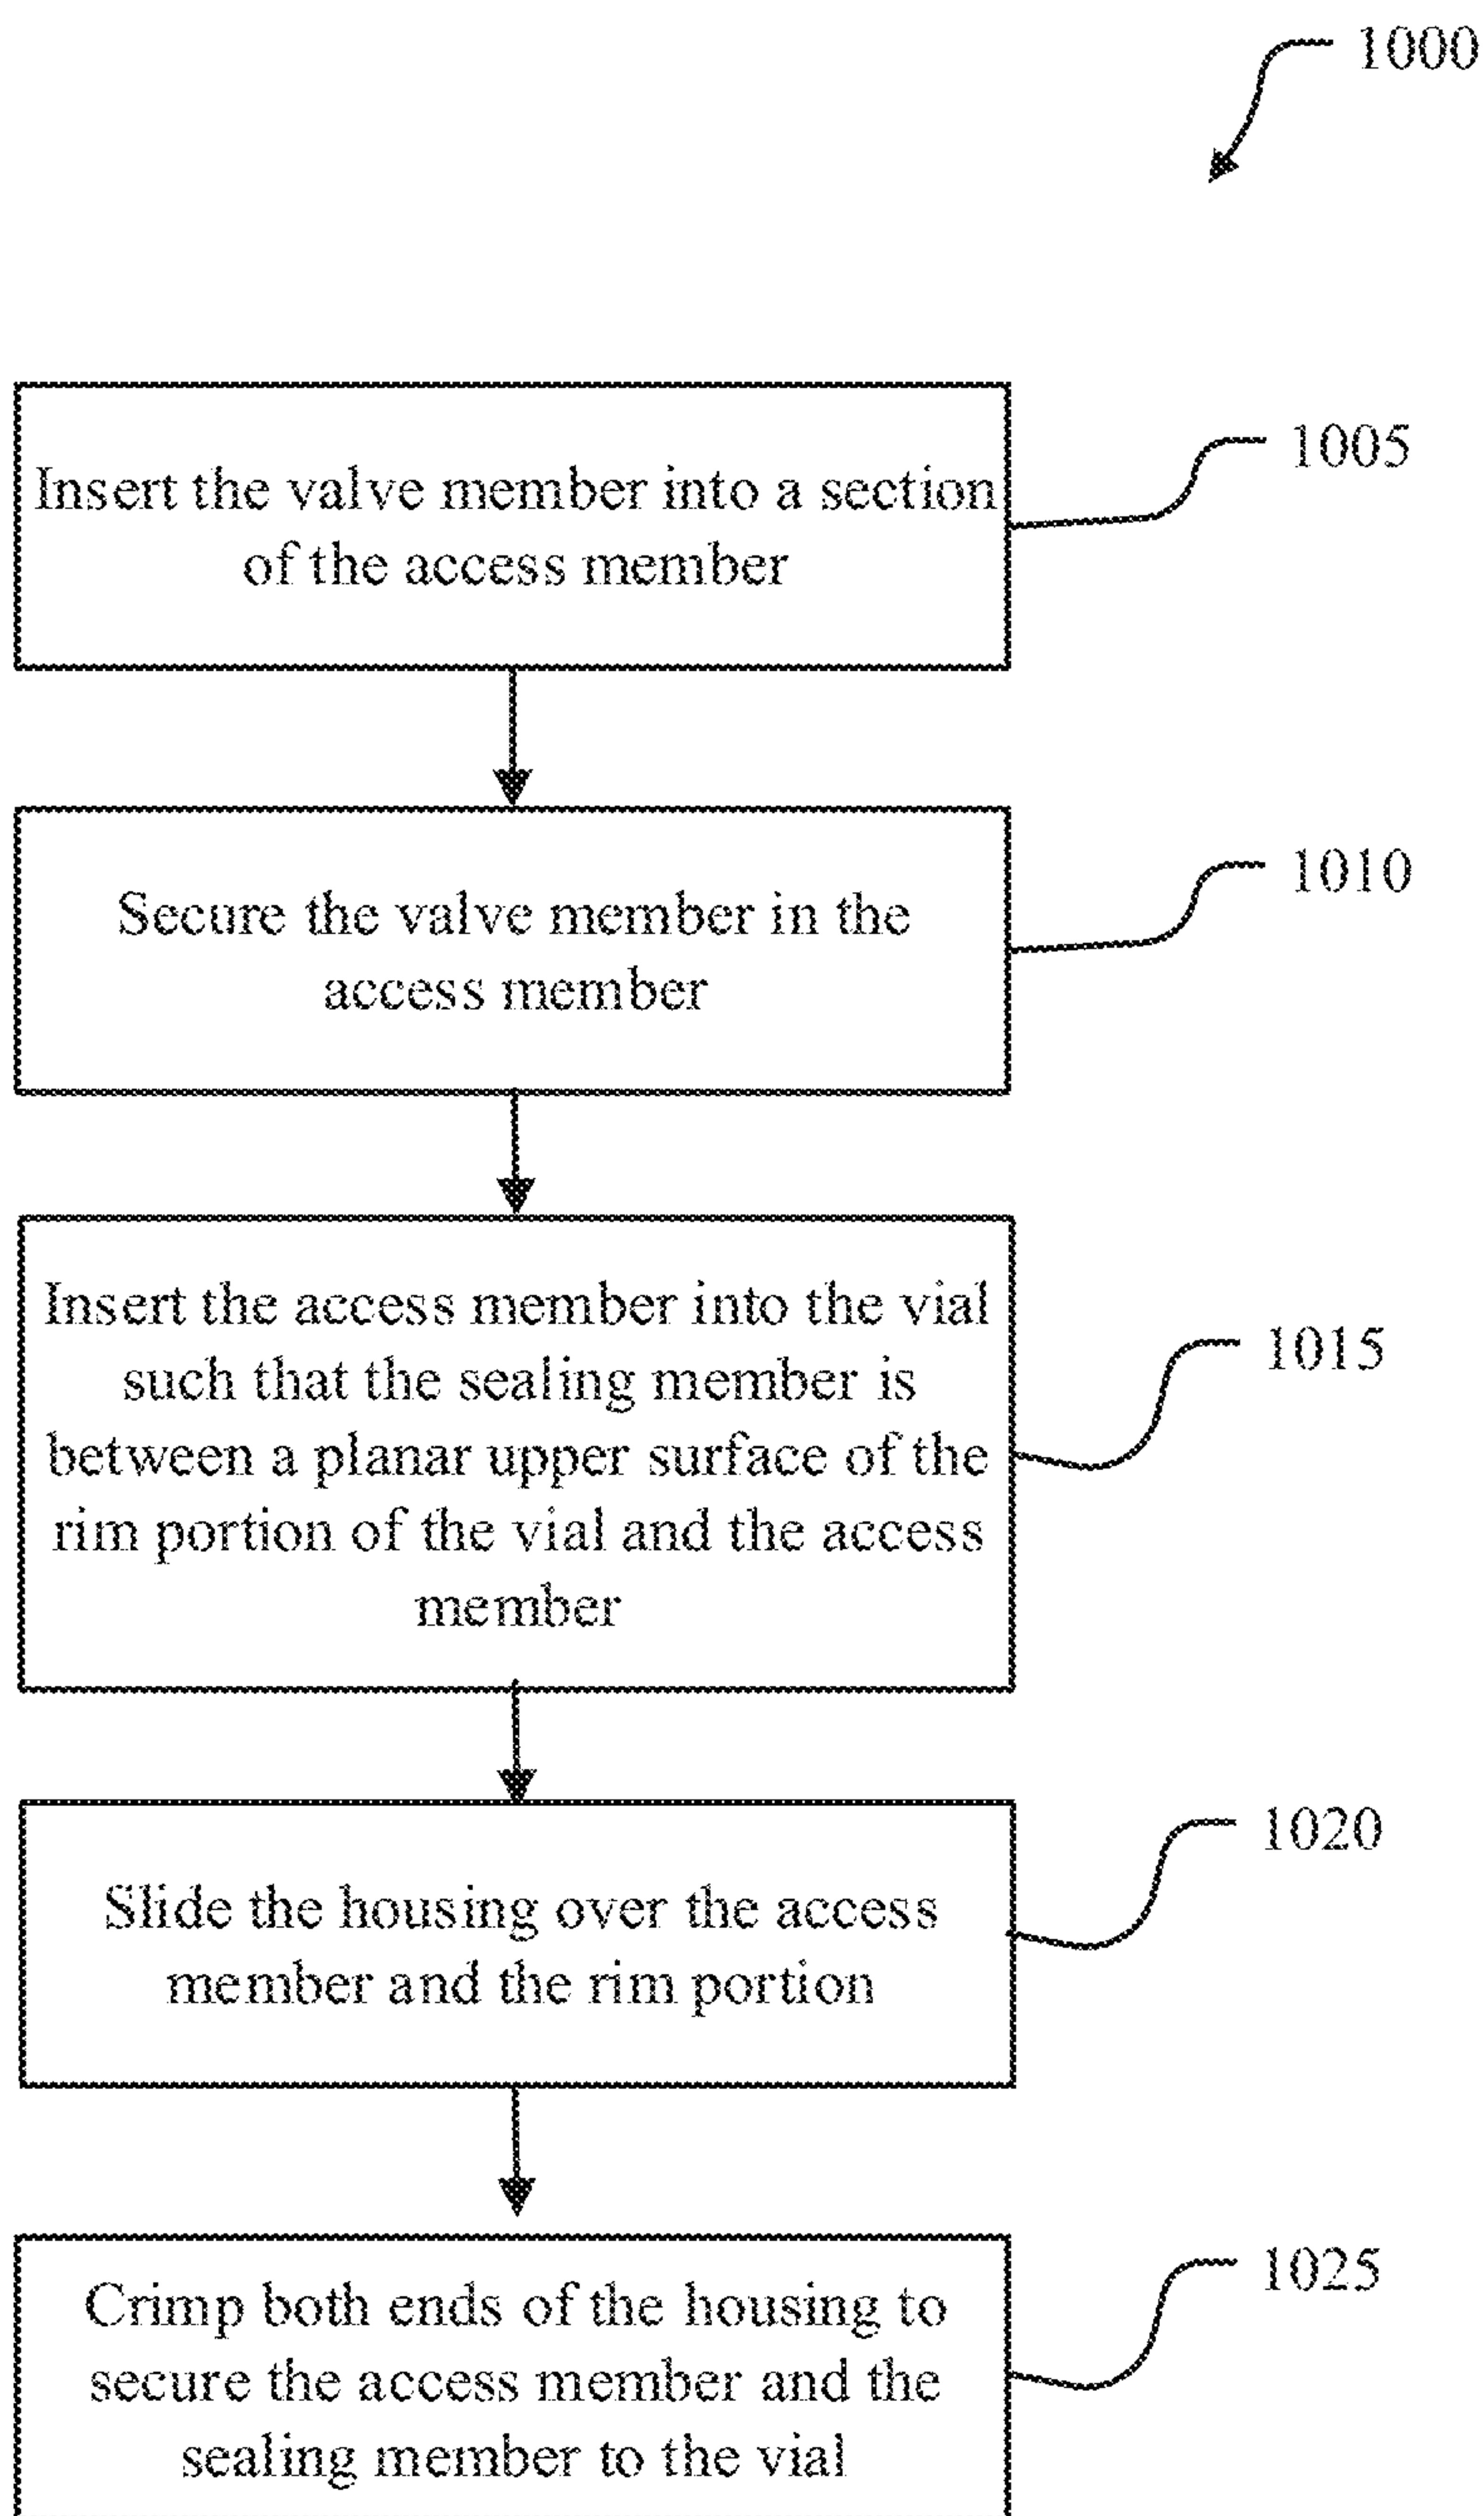 1000
Insert the valve member into a section
of the access member
1005
Secure the valve member in the
access member
1010
Insert the access member into the vial
such that the sealing member is
between a planar upper surface of the
rim portion of the vial and the access
member
1015
Slide the housing over the access
member and the rim portion
1020
Crimp both ends of the housing to
secure the access member and the
sealing member to the vial
1025